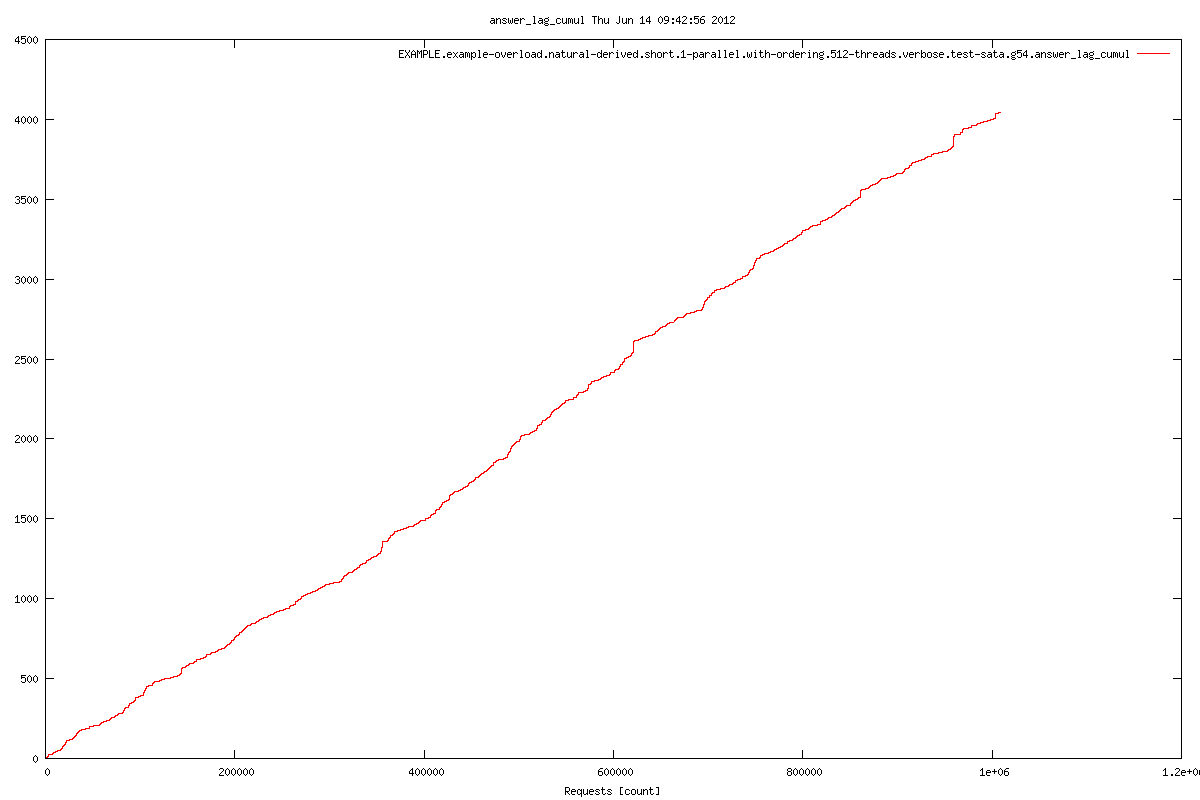 answer_lag_cumul Thu Jun 14 09:42:56 2012
EXAMPLE.example-overload.natural-derived.short.1-parallel.with-ordering.512-threads.verbose.test-sata.g54.answer_lag_cumul
4500
4000
3500
3000
2500
2000
1500
1000
500
0
0 200000 400000 600000 800000 1e+06 1.2e+0
Requests [count]